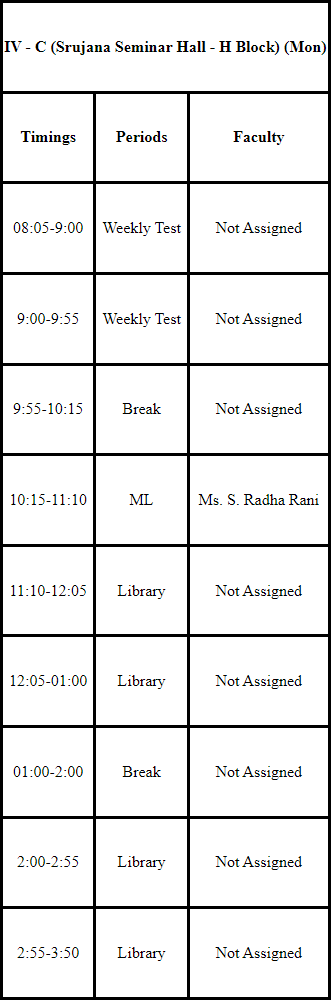 IV - C (Srujana Seminar Hall - H Block) (Mon)
Timings Periods Faculty
08:05-9:00 Weekly Test Not Assigned
9:00-9:55 Weekly Test Not Assigned
9:55-10:15 Break Not Assigned
10:15-11:10 ML Ms. S. Radha Rani
11:10-12:05 Library Not Assigned
12:05-01:00 Library Not Assigned
01:00-2:00 Break Not Assigned
2:00-2:55 Library Not Assigned
2:55-3:50 Library Not Assigned